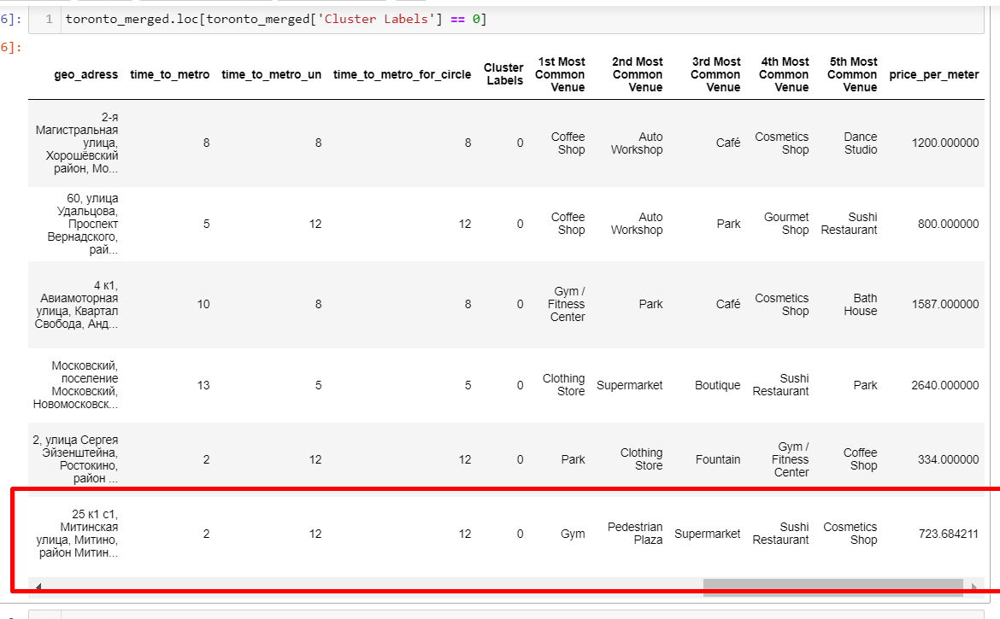 6]:
1 toronto_merged.loc[toronto_merged['Cluster Labels'] == 0]
6]:
geo_adress time_to_metro time_to_metro_un time_to_metro_for_circle Cluster Labels 1st Most Common Venue 2nd Most Common Venue 3rd Most Common Venue 4th Most Common Venue 5th Most Common Venue price_per_meter
2-я Магистральная улица, Хорошёвский район, Мо... 8 8 8 0 Coffee Shop Auto Workshop Café Cosmetics Shop Dance Studio 1200.000000
60, улица Удальцова, Проспект Вернадского, рай... 5 12 12 0 Coffee Shop Auto Workshop Park Gourmet Shop Sushi Restaurant 800.000000
4 к1, Авиамоторная улица, Квартал Свобода, Анд... 10 8 8 0 Gym / Fitness Center Park Café Cosmetics Shop Bath House 1587.000000
Московский, поселение Московский, Новомосковск... 13 5 5 0 Clothing Store Supermarket Boutique Sushi Restaurant Park 2640.000000
2, улица Сергея Эйзенштейна, Ростокино, район ... 2 12 12 0 Park Clothing Store Fountain Gym / Fitness Center Coffee Shop 334.000000
25 к1 с1, Митинская улица, Митино, район Митин... 2 12 12 0 Gym Pedestrian Plaza Supermarket Sushi Restaurant Cosmetics Shop 723.684211